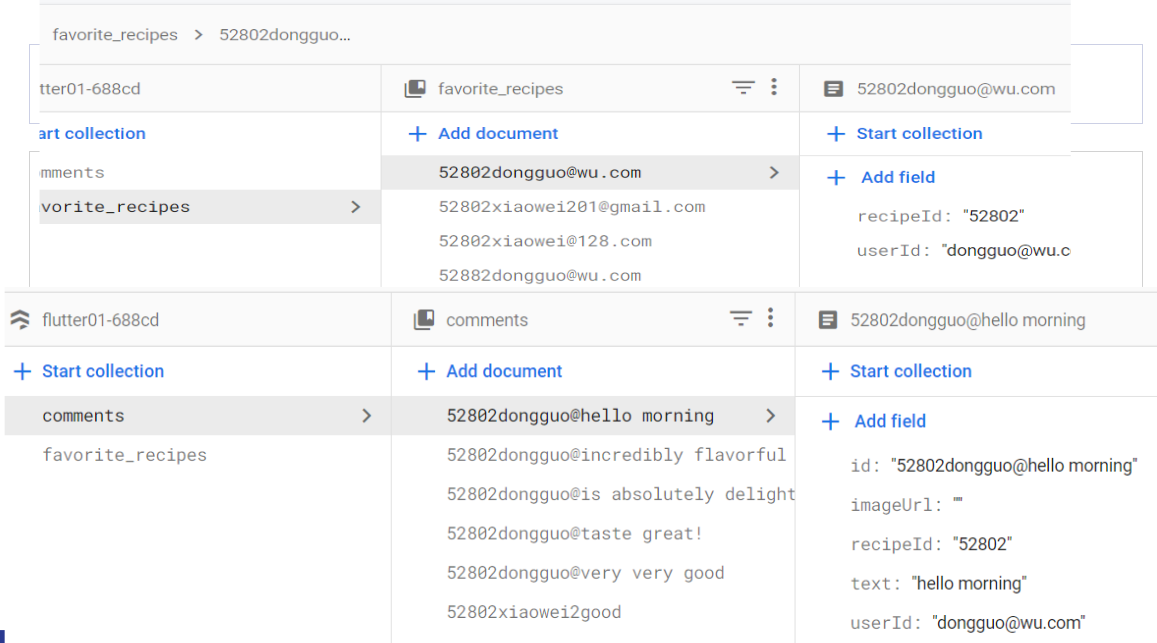 favorite_recipes > 52802dongguo...
tter01-688cd
favorite_recipes
52802dongguo@wu.com
art collection
+ Add document
+ Start collection
mments
52802dongguo@wu.com >
+ Add field
vorite_recipes >
52802xiaowei201@gmail.com
recipeId: "52802"
52802xiaowei@128.com
userId: "dongguo@wu.c
52882dongguo@wu.com
flutter01-688cd
comments
52802dongguo@hello morning
+ Start collection
+ Add document
+ Start collection
comments >
52802dongguo@hello morning >
+ Add field
favorite_recipes
52802dongguo@incredibly flavorful
id: "52802dongguo@hello morning"
52802dongguo@is absolutely delight
imageUrl: ""
52802dongguo@taste great!
recipeId: "52802"
52802dongguo@very very good
text: "hello morning"
52802xiaowei2good
userId: "dongguo@wu.com"